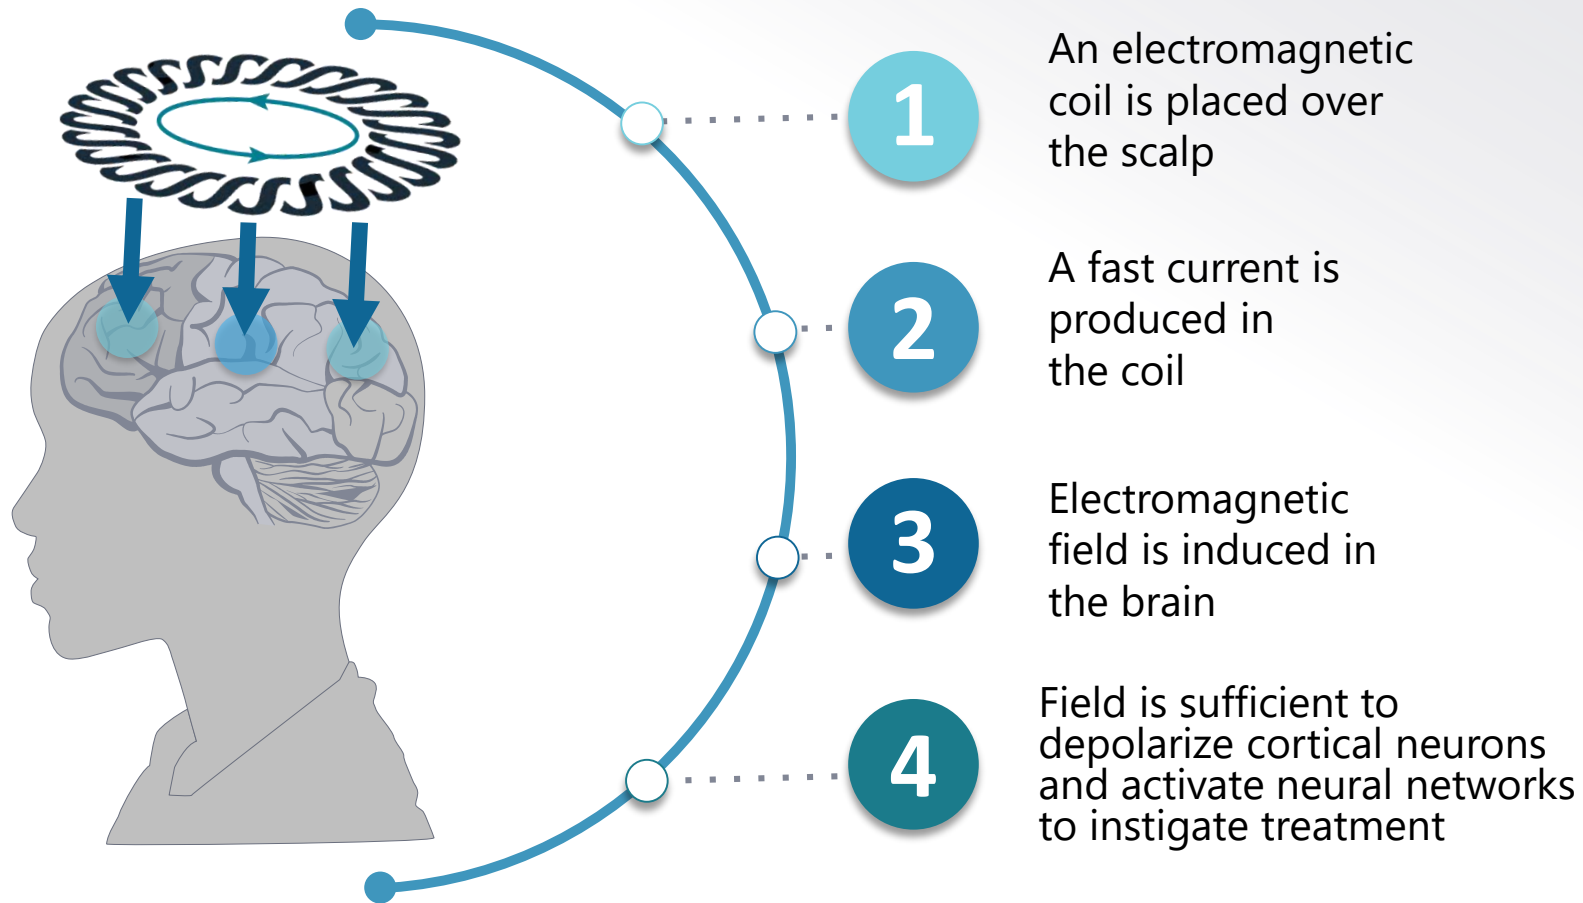 1
An electromagnetic
coil is placed over
the scalp
2
A fast current is
produced in
the coil
3
Electromagnetic
field is induced in
the brain
4
Field is sufficient to
depolarize cortical neurons
and activate neural networks
to instigate treatment